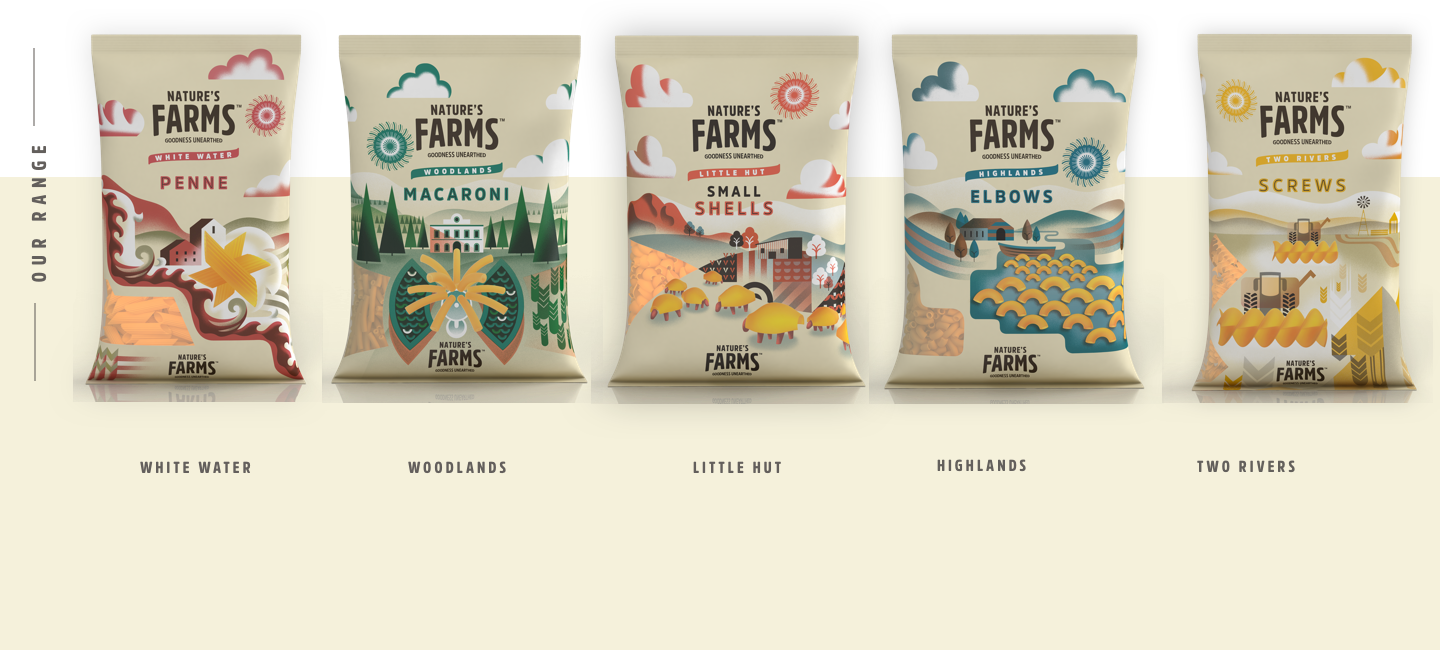 OUR RANGE
NATURE'S
FARMS™
GOODNESS UNEARTHED
WHITE WATER
PENNE
NATURE'S
FARMS™
NATURE'S
FARMS™
GOODNESS UNEARTHED
WOODLANDS
MACARONI
NATURE'S
FARMS™
GOODNESS UNEARTHED
NATURE'S
FARMS™
GOODNESS UNEARTHED
LITTLE HUT
SMALL
SHELLS
NATURE'S
FARMS™
GOODNESS UNEARTHED
NATURE'S
FARMS™
GOODNESS UNEARTHED
HIGHLANDS
ELBOWS
NATURE'S
FARMS™
GOODNESS UNEARTHED
NATURE'S
FARMS™
GOODNESS UNEARTHED
TWO RIVERS
SCREWS
NATURE'S
FARMS™
WHITE WATER
WOODLANDS
LITTLE HUT
HIGHLANDS
TWO RIVERS